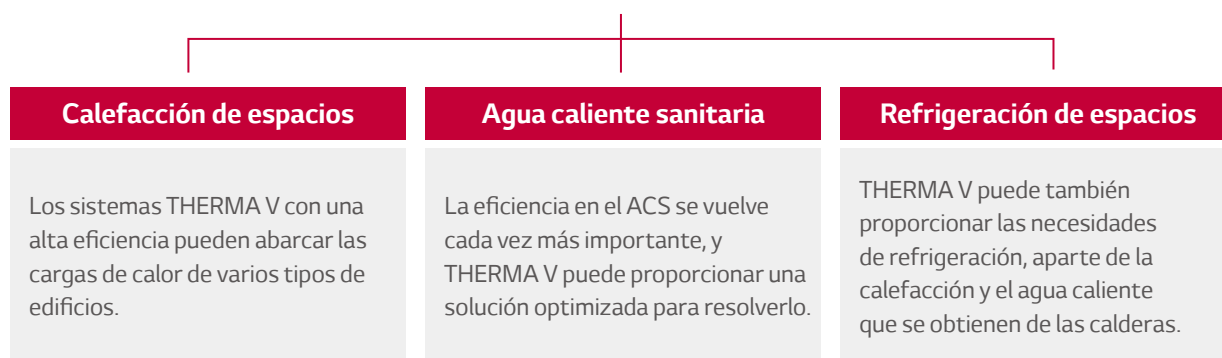 Calefacción de espacios
Los sistemas THERMA V con una
alta eficiencia pueden abarcar las
cargas de calor de varios tipos de
edificios.
Agua caliente sanitaria
La eficiencia en el ACS se vuelve
cada vez más importante, y
THERMA V puede proporcionar una
solución optimizada para resolverlo.
Refrigeración de espacios
THERMA V puede también
proporcionar las necesidades
de refrigeración, aparte de la
calefacción y el agua caliente
que se obtienen de las calderas.